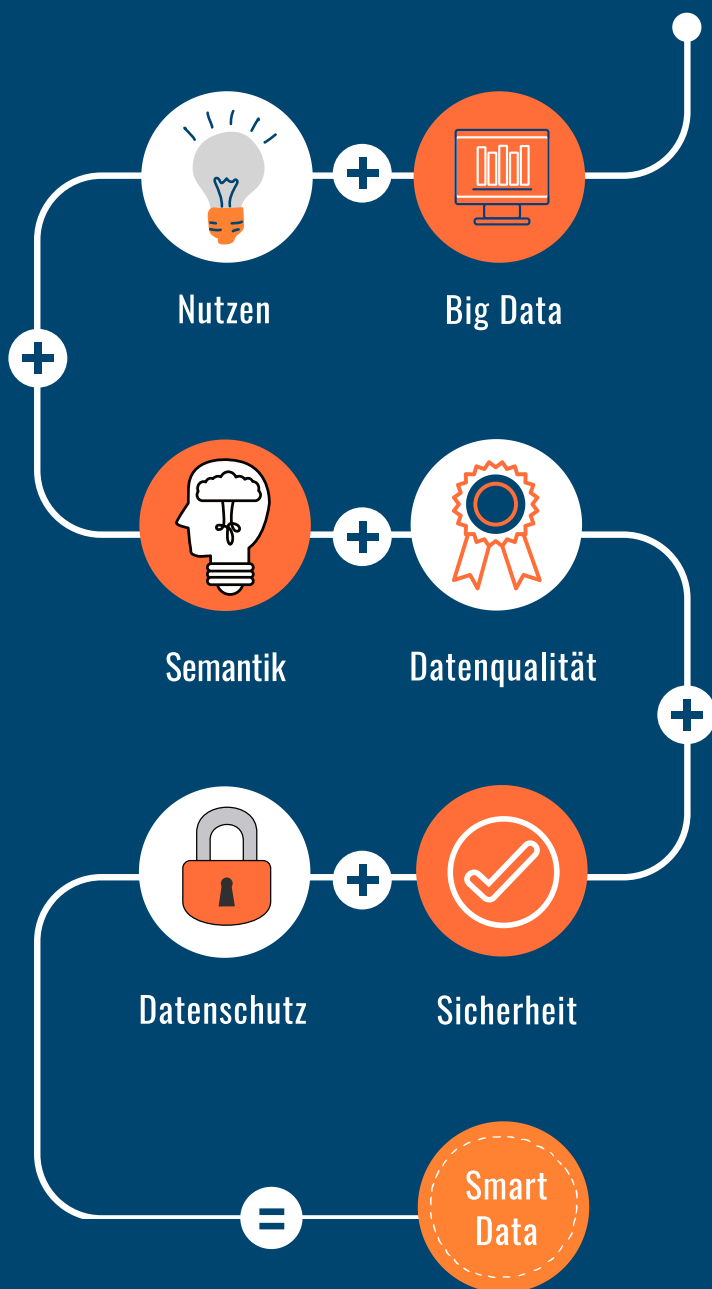 Nutzen
Big Data
Semantik
Datenqualität
Datenschutz
Sicherheit
Smart
Data